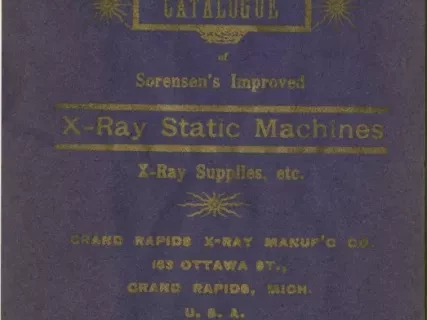 CATALOGUE
of
Sorensen's Improved
X-Ray Static Machines
X-Ray Supplies, etc.
GRAND RAPIDS X-RAY MANUF'G CO.
153 OTTAWA ST.,
GRAND RAPIDS, MICH.
U. S. A.